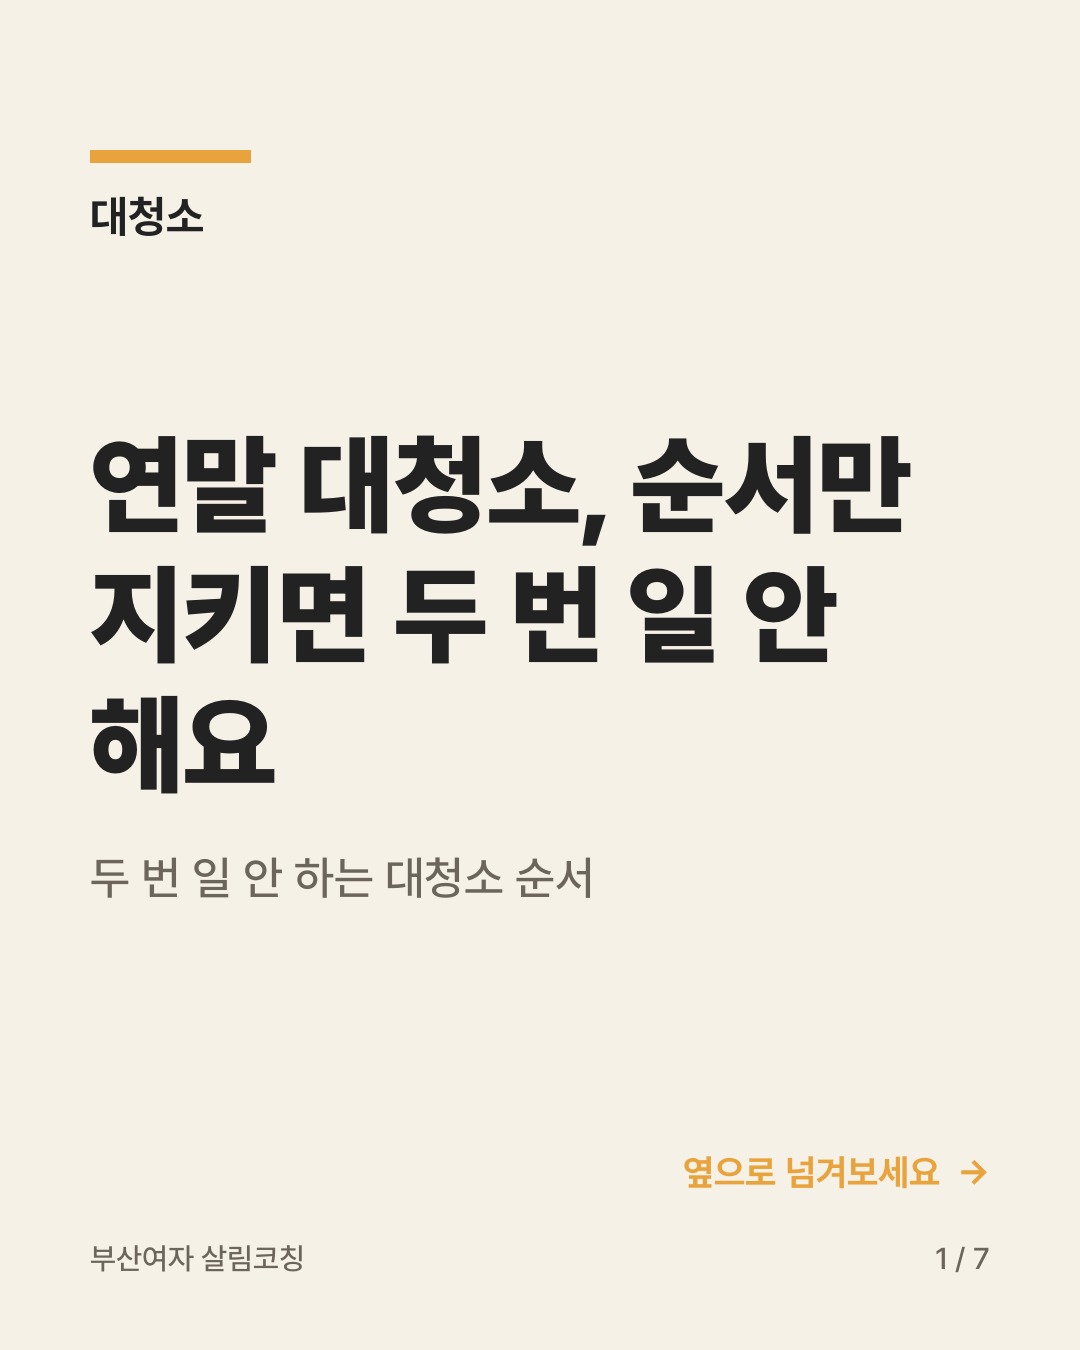 대청소
연말 대청소, 순서만
지키면 두 번 일 안
해요
두 번 일 안 하는 대청소 순서
옆으로 넘겨보세요 →
부산여자 살림코칭
1 / 7